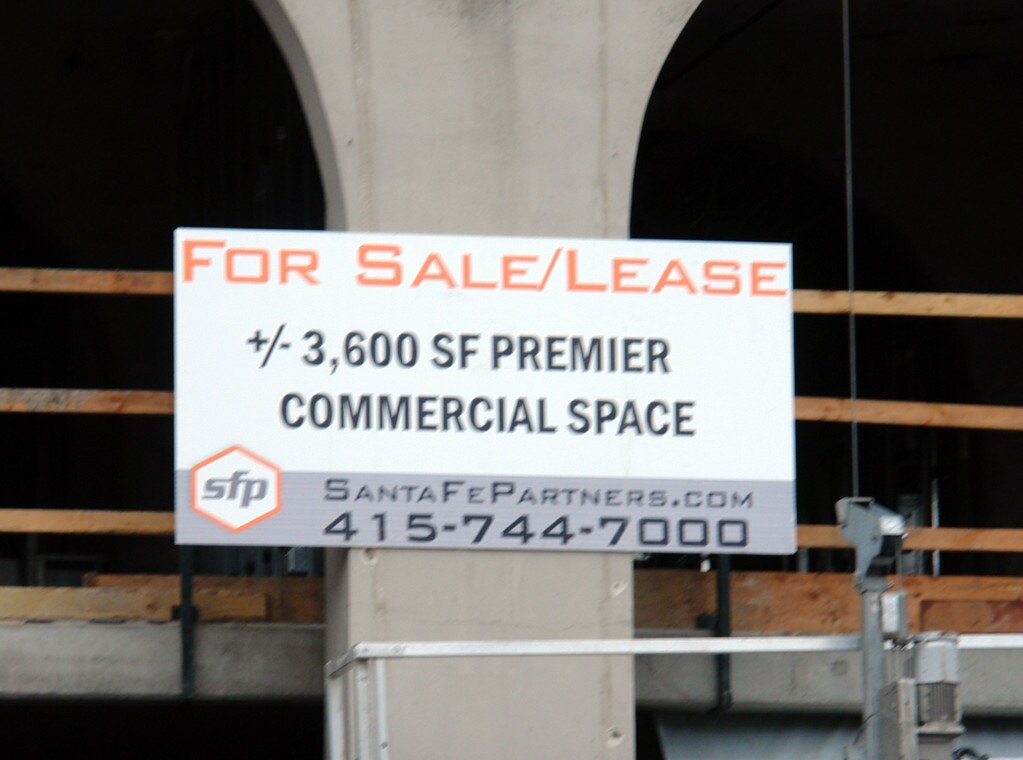 For Sale/Lease
+/- 3,600 SF PREMIER
COMMERCIAL SPACE
sfp
SantaFePartners.com
415-744-7000